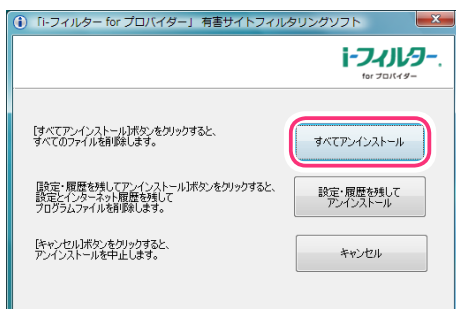 「i-フィルター for プロバイダー」 有害サイトフィルタリングソフト
i-フィルター.
for プロバイダー
[すべてアンインストール]ボタンをクリックすると、
すべてのファイルを削除します。
すべてアンインストール
[設定・履歴を残してアンインストール]ボタンをクリックすると、
設定とインターネット履歴を残して
プログラムファイルを削除します。
設定・履歴を残して
アンインストール
[キャンセル]ボタンをクリックすると、
アンインストールを中止します。
キャンセル